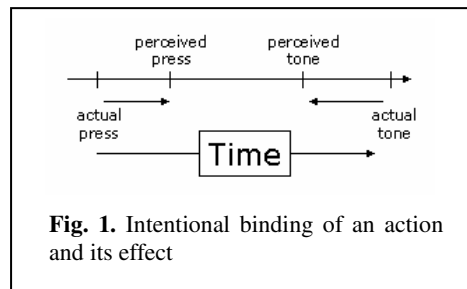 perceived press
perceived tone
actual press
actual tone
Time
Fig. 1. Intentional binding of an action
and its effect